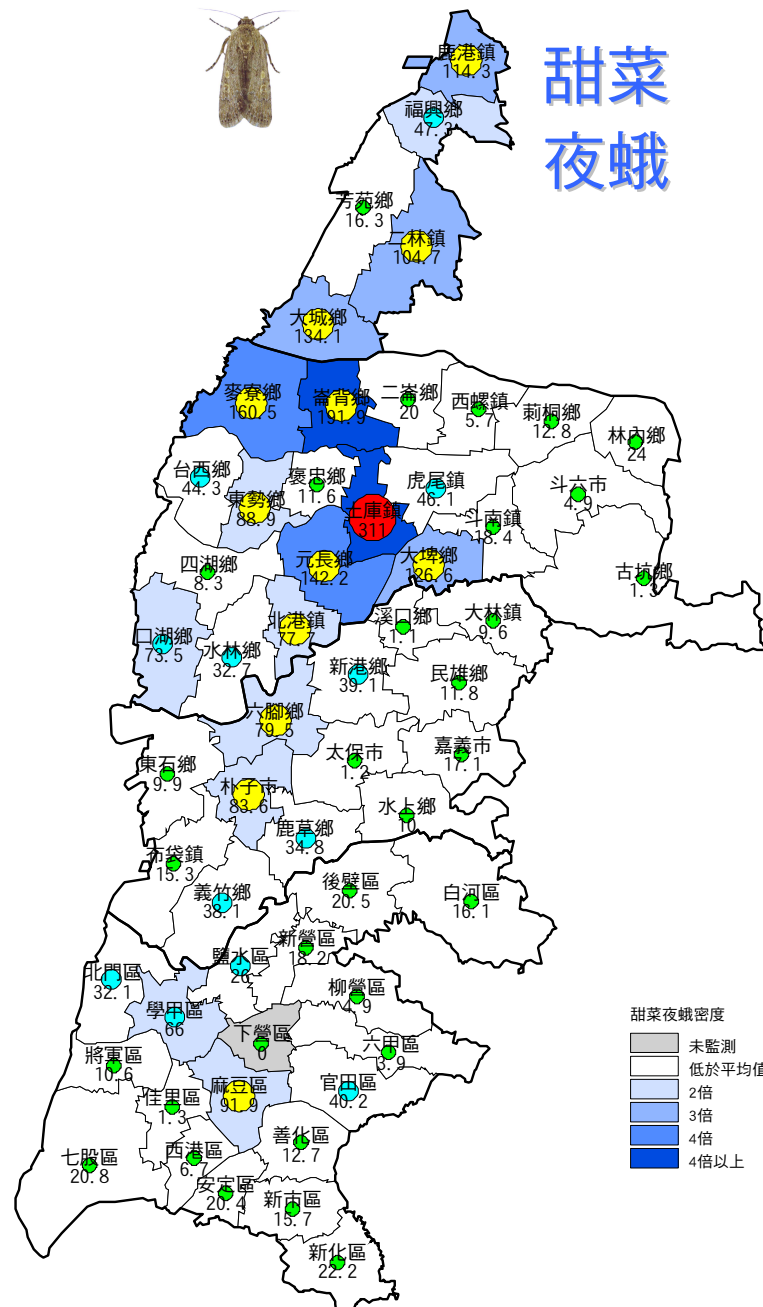 甜菜
夜蛾
鹿港鎮
114.3
福興鄉
47.3
芳苑鄉
16.3
二林鎮
104.7
大城鄉
134.1
麥寮鄉
160.5
崙背鄉
191.9
二崙鄉
20
西螺鎮
5.7
莿桐鄉
12.8
林內鄉
24
台西鄉
44.3
東勢鄉
88.9
褒忠鄉
11.6
土庫鎮
311
虎尾鎮
46.1
斗南鎮
18.4
斗六市
4.9
古坑鄉
1.3
四湖鄉
8.3
元長鄉
142.2
大埤鄉
126.6
口湖鄉
73.5
水林鄉
32.7
北港鎮
77.7
溪口鄉
1.1
大林鎮
9.6
新港鄉
39.1
民雄鄉
11.8
六腳鄉
79.5
東石鄉
9.9
太保市
1.2
嘉義市
17.1
朴子市
83.6
水上鄉
10
鹿草鄉
34.8
布袋鎮
15.3
義竹鄉
38.1
後壁區
20.5
白河區
16.1
新營區
18.2
鹽水區
26
北門區
32.1
柳營區
4.9
學甲區
66
下營區
0
六甲區
3.9
將軍區
10.6
佳里區
1.3
麻豆區
91.9
官田區
40.2
善化區
12.7
七股區
20.8
西港區
6.7
安定區
20.4
新市區
15.7
新化區
22.2
甜菜夜蛾密度
未監測
低於平均值
2倍
3倍
4倍
4倍以上